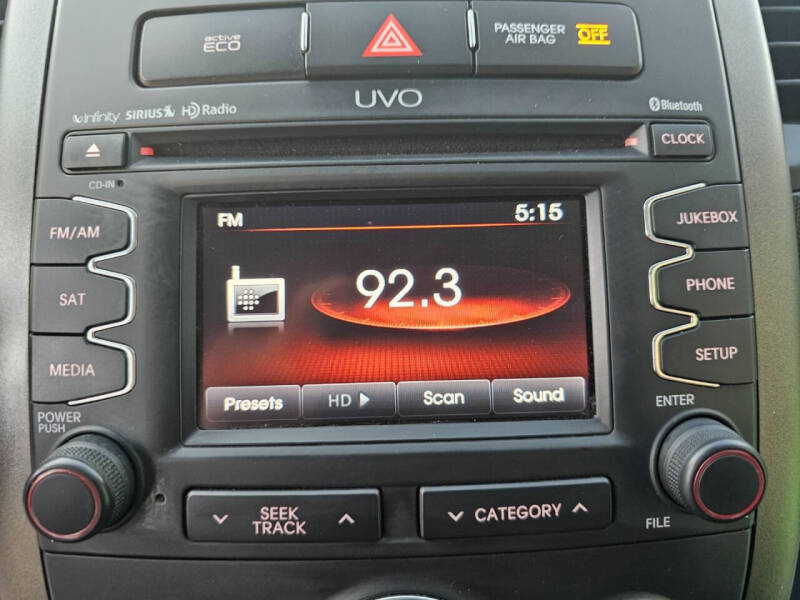 active
ECO
PASSENGER
AIR BAG
OFF
UVO
Infinity SIRIUS HD Radio
Bluetooth
CLOCK
CD-IN
FM/AM
SAT
MEDIA
FM
5:15
92.3
Presets
HD
Scan
Sound
JUKEBOX
PHONE
SETUP
POWER
PUSH
ENTER
SEEK
TRACK
CATEGORY
FILE